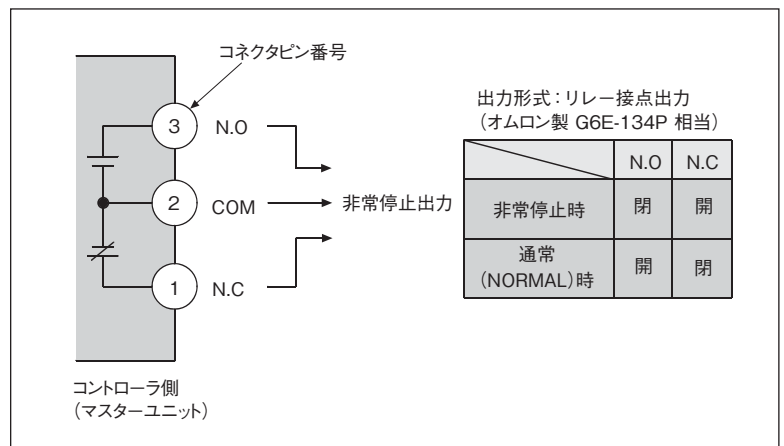 コネクタピン番号
3 N.O
2 COM 非常停止出力
1 N.C
コントローラ側
(マスターユニット)
出力形式:リレー接点出力
(オムロン製 G6E-134P 相当)
N.O N.C
非常停止時 閉 開
通常
(NORMAL)時 開 閉